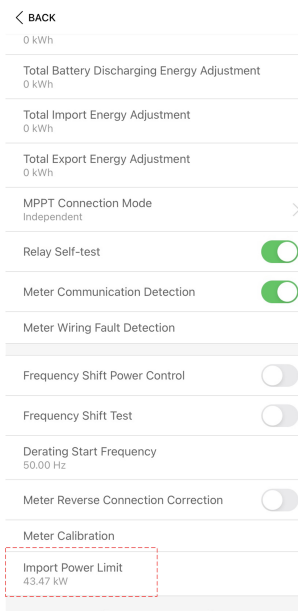 BACK
0 kWh
Total Battery Discharging Energy Adjustment
0 kWh
Total Import Energy Adjustment
0 kWh
Total Export Energy Adjustment
0 kWh
MPPT Connection Mode
Independent
Relay Self-test
Meter Communication Detection
Meter Wiring Fault Detection
Frequency Shift Power Control
Frequency Shift Test
Derating Start Frequency
50.00 Hz
Meter Reverse Connection Correction
Meter Calibration
Import Power Limit
43.47 kW